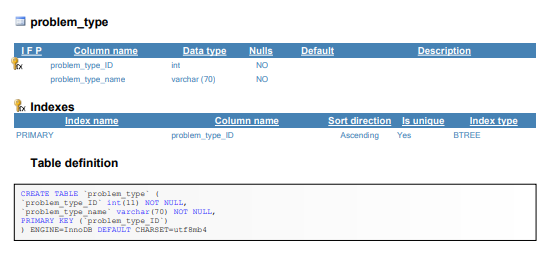 problem_type
I F P Column name Data type Nulls Default Description
fx problem_type_ID int NO
problem_type_name varchar (70) NO
fx Indexes
Index name Column name Sort direction Is unique Index type
PRIMARY problem_type_ID Ascending Yes BTREE
Table definition
CREATE TABLE `problem_type` (
`problem_type_ID` int(11) NOT NULL,
`problem_type_name` varchar(70) NOT NULL,
PRIMARY KEY (`problem_type_ID`)
) ENGINE=InnoDB DEFAULT CHARSET=utf8mb4